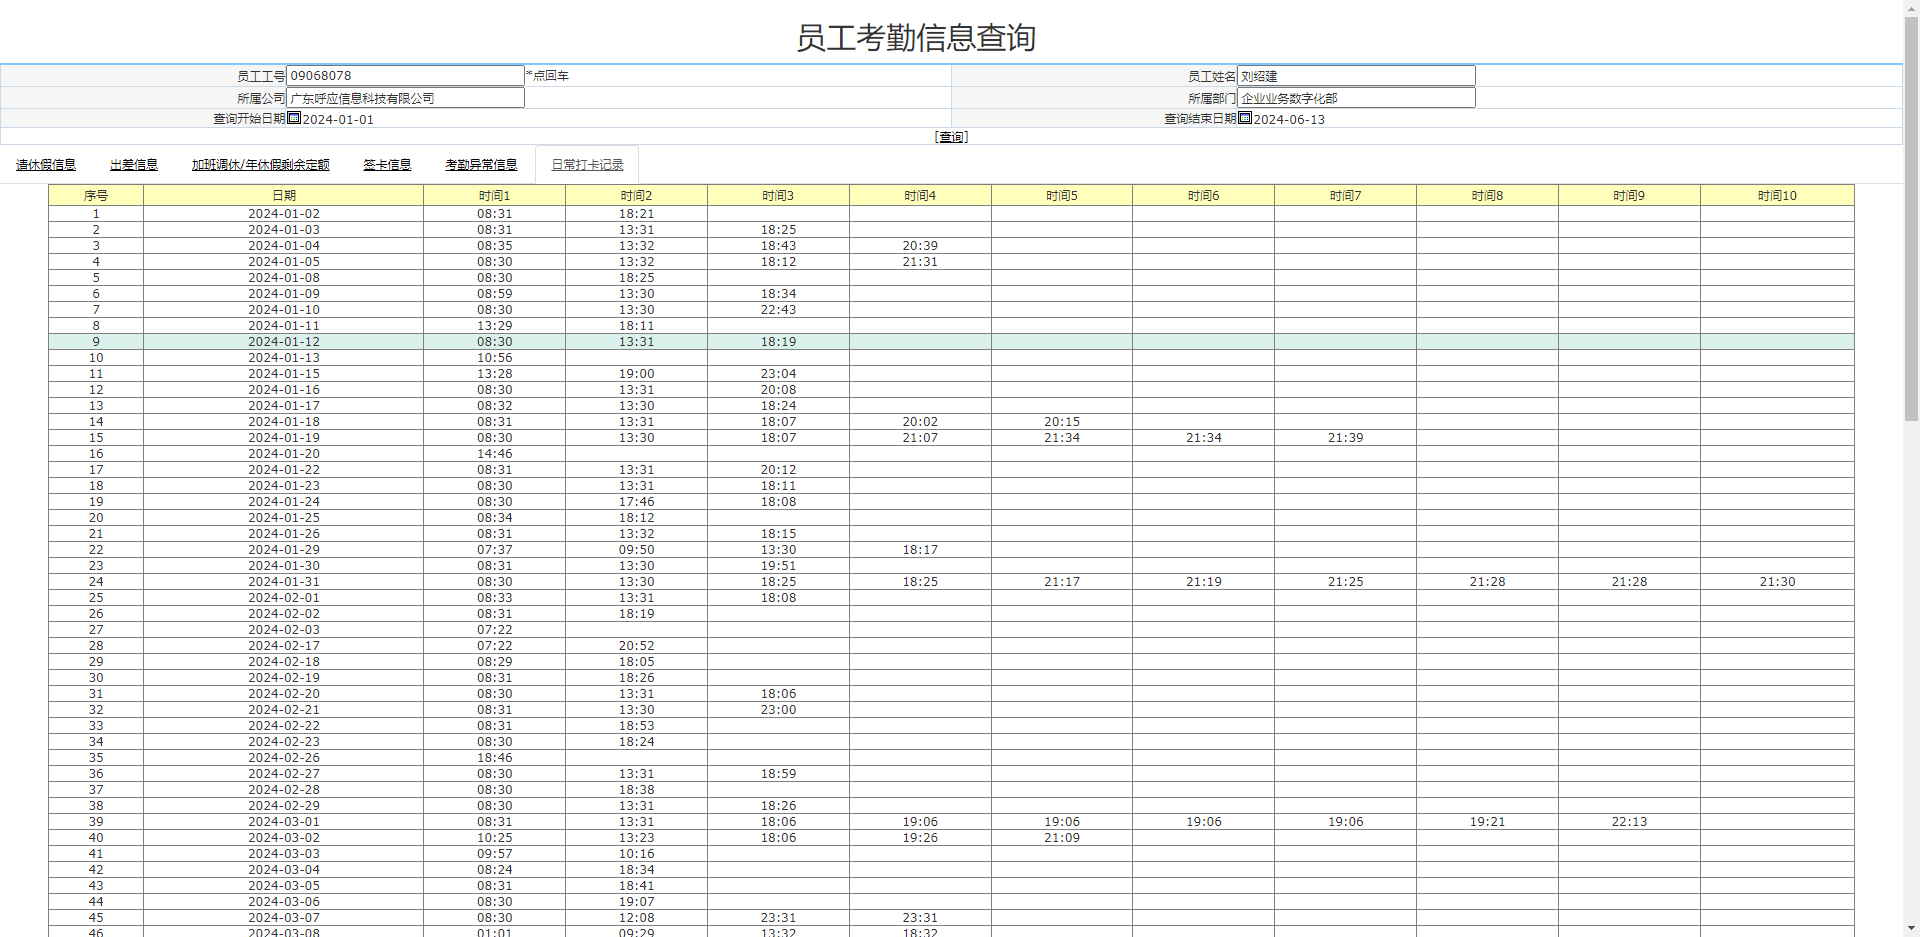 员工考勤信息查询
员工工号 09068078 *点回车 员工姓名 刘绍建
所属公司 广东呼应信息科技有限公司 所属部门 企业业务数字化部
查询开始日期 2024-01-01 查询结束日期 2024-06-13
[查询]
请休假信息 出差信息 加班调休/年休假剩余定额 签卡信息 考勤异常信息 日常打卡记录
序号 日期 时间1 时间2 时间3 时间4 时间5 时间6 时间7 时间8 时间9 时间10
1 2024-01-02 08:31 18:21
2 2024-01-03 08:31 13:31 18:25
3 2024-01-04 08:35 13:32 18:43 20:39
4 2024-01-05 08:30 13:32 18:12 21:31
5 2024-01-08 08:30 18:25
6 2024-01-09 08:59 13:30 18:34
7 2024-01-10 08:30 13:30 22:43
8 2024-01-11 13:29 18:11
9 2024-01-12 08:30 13:31 18:19
10 2024-01-13 10:56
11 2024-01-15 13:28 19:00 23:04
12 2024-01-16 08:30 13:31 20:08
13 2024-01-17 08:32 13:30 18:24
14 2024-01-18 08:31 13:31 18:07 20:02 20:15
15 2024-01-19 08:30 13:30 18:07 21:07 21:34 21:34 21:39
16 2024-01-20 14:46
17 2024-01-22 08:31 13:31 20:12
18 2024-01-23 08:30 13:31 18:11
19 2024-01-24 08:30 17:46 18:08
20 2024-01-25 08:34 18:12
21 2024-01-26 08:31 13:32 18:15
22 2024-01-29 07:37 09:50 13:30 18:17
23 2024-01-30 08:31 13:30 19:51
24 2024-01-31 08:30 13:30 18:25 18:25 21:17 21:19 21:25 21:28 21:28 21:30
25 2024-02-01 08:33 13:31 18:08
26 2024-02-02 08:31 18:19
27 2024-02-03 07:22
28 2024-02-17 07:22 20:52
29 2024-02-18 08:29 18:05
30 2024-02-19 08:31 18:26
31 2024-02-20 08:30 13:31 18:06
32 2024-02-21 08:31 13:30 23:00
33 2024-02-22 08:31 18:53
34 2024-02-23 08:30 18:24
35 2024-02-26 18:46
36 2024-02-27 08:30 13:31 18:59
37 2024-02-28 08:30 18:38
38 2024-02-29 08:30 13:31 18:26
39 2024-03-01 08:31 13:31 18:06 19:06 19:06 19:06 19:06 19:21 22:13
40 2024-03-02 10:25 13:23 18:06 19:26 21:09
41 2024-03-03 09:57 10:16
42 2024-03-04 08:24 18:34
43 2024-03-05 08:31 18:41
44 2024-03-06 08:30 19:07
45 2024-03-07 08:30 12:08 23:31 23:31
46 2024-03-08 01:01 09:29 13:32 18:32